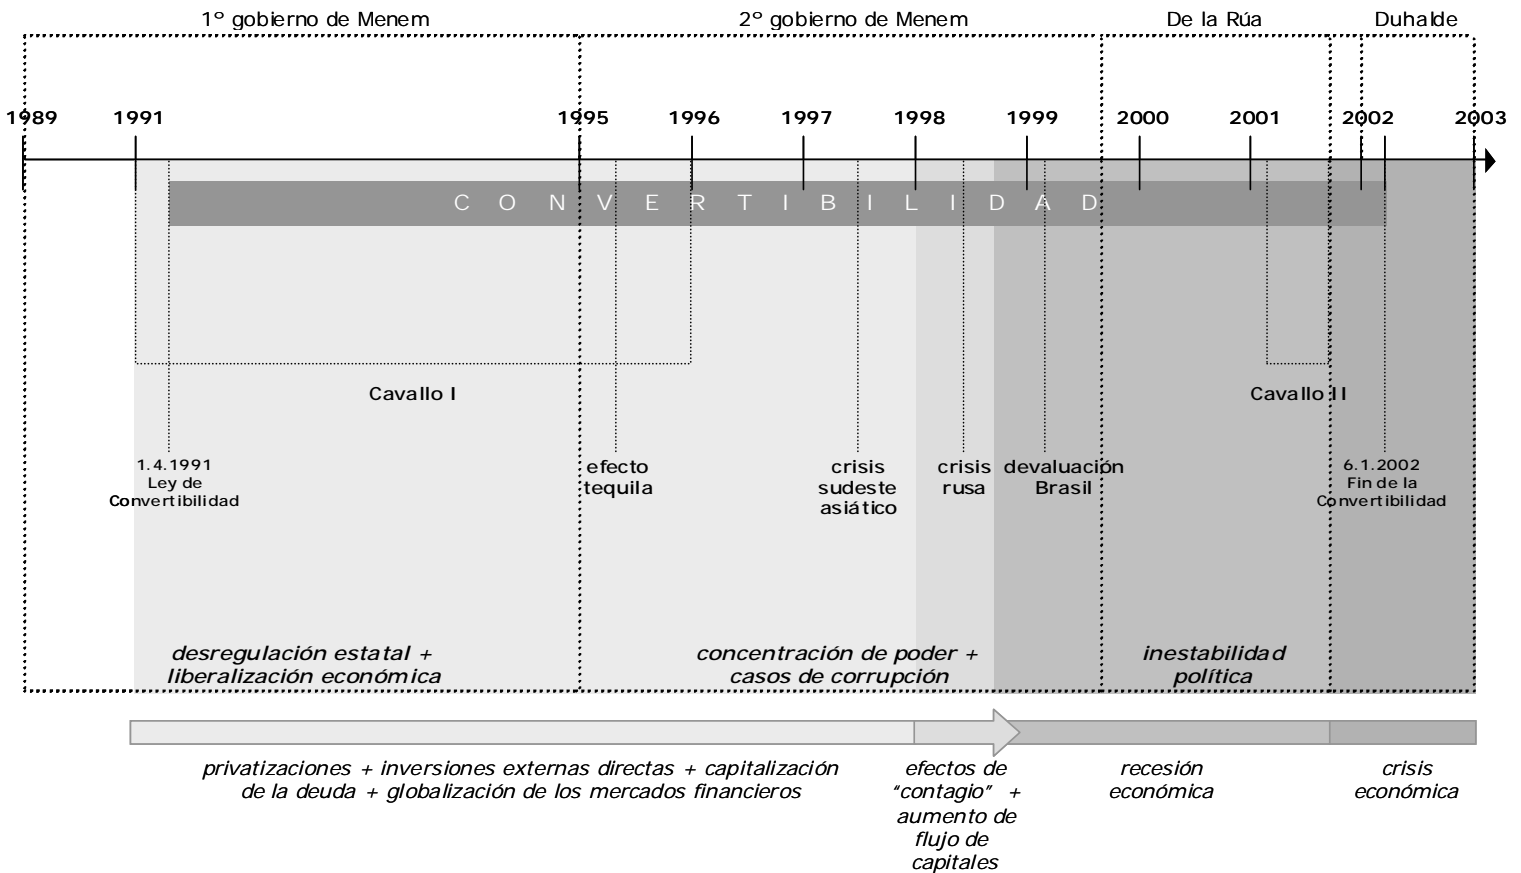 1º gobierno de Menem
2º gobierno de Menem
De la Rúa
Duhalde
1989
1991
1995
1996
1997
1998
1999
2000
2001
2002
2003
CONVERTIBILIDAD
Cavallo I
Cavallo II
1.4.1991
Ley de
Convertibilidad
efecto
tequila
crisis
sudeste
asiático
crisis
rusa
devaluación
Brasil
6.1.2002
Fin de la
Convertibilidad
desregulación estatal +
liberalización económica
concentración de poder +
casos de corrupción
inestabilidad
política
privatizaciones + inversiones externas directas + capitalización
de la deuda + globalización de los mercados financieros
efectos de
“contagio” +
aumento de
flujo de
capitales
recesión
económica
crisis
económica